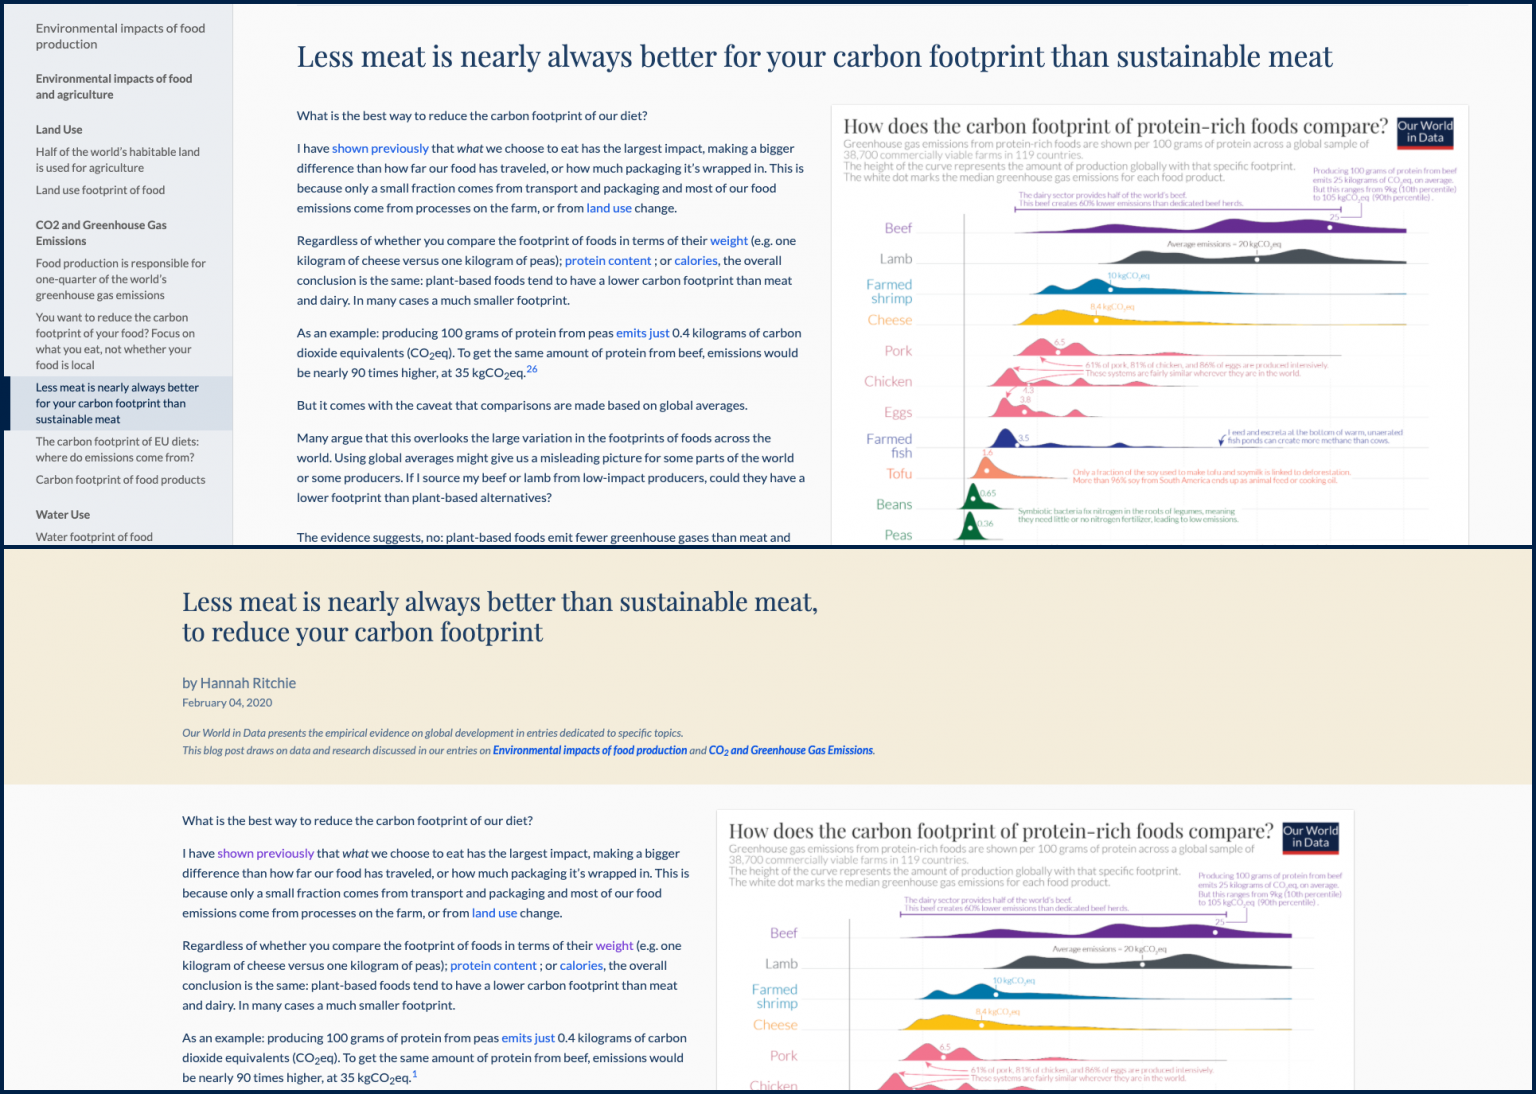 Environmental impacts of food
production
Environmental impacts of food
and agriculture
Land Use
Half of the world's habitable land
is used for agriculture
Land use footprint of food
CO2 and Greenhouse Gas
Emissions
Food production is responsible for
one-quarter of the world's
greenhouse gas emissions
You want to reduce the carbon
footprint of your food? Focus on
what you eat, not whether your
food is local
Less meat is nearly always better
for your carbon footprint than
sustainable meat
The carbon footprint of EU diets:
where do emissions come from?
Carbon footprint of food products
Water Use
Water footprint of food
Less meat is nearly always better for your carbon footprint than sustainable meat
What is the best way to reduce the carbon footprint of our diet?
I have shown previously that what we choose to eat has the largest impact, making a bigger
difference than how far our food has traveled, or how much packaging it's wrapped in. This is
because only a small fraction comes from transport and packaging and most of our food
emissions come from processes on the farm, or from land use change.
Regardless of whether you compare the footprint of foods in terms of their weight (e.g. one
kilogram of cheese versus one kilogram of peas); protein content ; or calories, the overall
conclusion is the same: plant-based foods tend to have a lower carbon footprint than meat
and dairy. In many cases a much smaller footprint.
As an example: producing 100 grams of protein from peas emits just 0.4 kilograms of carbon
dioxide equivalents (CO2eq). To get the same amount of protein from beef, emissions would
be nearly 90 times higher, at 35 kgCO2eq.26
But it comes with the caveat that comparisons are made based on global averages.
Many argue that this overlooks the large variation in the footprints of foods across the
world. Using global averages might give us a misleading picture for some parts of the world
or some producers. If I source my beef or lamb from low-impact producers, could they have a
lower footprint than plant-based alternatives?
The evidence suggests, no: plant-based foods emit fewer greenhouse gases than meat and
How does the carbon footprint of protein-rich foods compare?
Our World
in Data
Greenhouse gas emissions from protein-rich foods are shown per 100 grams of protein across a global sample of
38,700 commercially viable farms in 119 countries.
The height of the curve represents the amount of production globally with that specific footprint.
The white dot marks the median greenhouse gas emissions for each food product.
Producing 100 grams of protein from beef
emits 25 kilograms of CO2eq, on average.
But this ranges from 9kg (10th percentile)
to 105 kgCO2eq (90th percentile) .
The dairy sector provides half of the world's beef.
This beef creates 60% lower emissions than dedicated beef herds.
25
Beef
Average emissions = 20 kgCO2eq
Lamb
10 kgCO2eq
Farmed
shrimp
8.4 kgCO2eq
Cheese
6.5
Pork
61% of pork, 81% of chicken, and 86% of eggs are produced intensively.
These systems are fairly similar wherever they are in the world.
Chicken
4.3
3.8
Eggs
Farmed
fish
3.5
Feed and excreta at the bottom of warm, unaerated
fish ponds can create more methane than cows.
1.6
Tofu
Only a fraction of the soy used to make tofu and soymilk is linked to deforestation.
More than 96% soy from South America ends up as animal feed or cooking oil.
0.65
Beans
Symbiotic bacteria fix nitrogen in the roots of legumes, meaning
they need little or no nitrogen fertilizer, leading to low emissions.
0.36
Peas
Less meat is nearly always better than sustainable meat,
to reduce your carbon footprint
by Hannah Ritchie
February 04, 2020
Our World in Data presents the empirical evidence on global development in entries dedicated to specific topics.
This blog post draws on data and research discussed in our entries on Environmental impacts of food production and CO2 and Greenhouse Gas Emissions.
What is the best way to reduce the carbon footprint of our diet?
I have shown previously that what we choose to eat has the largest impact, making a bigger
difference than how far our food has traveled, or how much packaging it's wrapped in. This is
because only a small fraction comes from transport and packaging and most of our food
emissions come from processes on the farm, or from land use change.
Regardless of whether you compare the footprint of foods in terms of their weight (e.g. one
kilogram of cheese versus one kilogram of peas); protein content ; or calories, the overall
conclusion is the same: plant-based foods tend to have a lower carbon footprint than meat
and dairy. In many cases a much smaller footprint.
As an example: producing 100 grams of protein from peas emits just 0.4 kilograms of carbon
dioxide equivalents (CO2eq). To get the same amount of protein from beef, emissions would
be nearly 90 times higher, at 35 kgCO2eq.1
How does the carbon footprint of protein-rich foods compare?
Our World
in Data
Greenhouse gas emissions from protein-rich foods are shown per 100 grams of protein across a global sample of
38,700 commercially viable farms in 119 countries.
The height of the curve represents the amount of production globally with that specific footprint.
The white dot marks the median greenhouse gas emissions for each food product.
Producing 100 grams of protein from beef
emits 25 kilograms of CO2eq, on average.
But this ranges from 9kg (10th percentile)
to 105 kgCO2eq (90th percentile) .
The dairy sector provides half of the world's beef.
This beef creates 60% lower emissions than dedicated beef herds.
25
Beef
Average emissions = 20 kgCO2eq
Lamb
10 kgCO2eq
Farmed
shrimp
8.4 kgCO2eq
Cheese
6.5
Pork
61% of pork, 81% of chicken, and 86% of eggs are produced intensively.
These systems are fairly similar wherever they are in the world.
Chicken